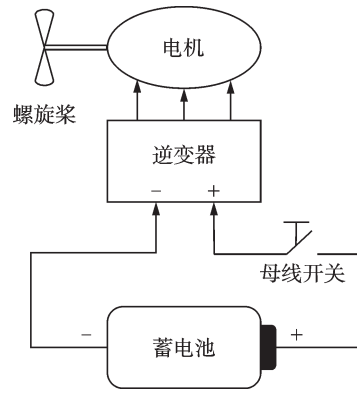 电机
螺旋桨
逆变器
- +
母线开关
- 蓄电池 +